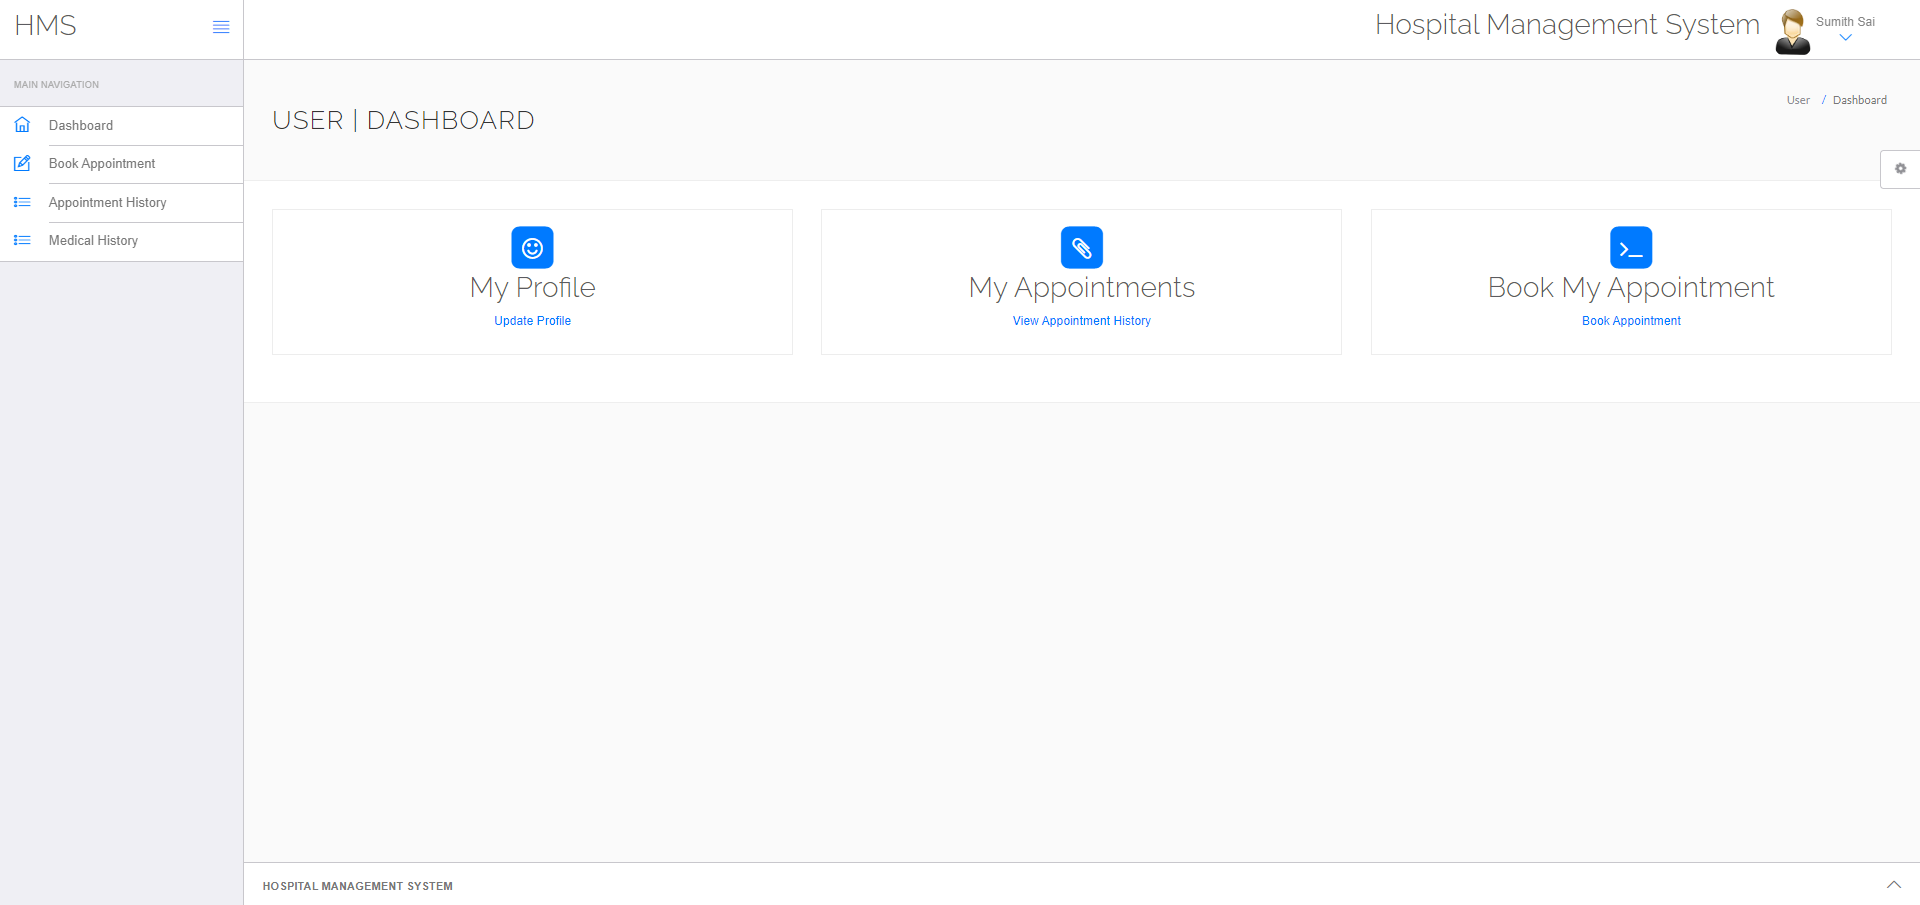 HMS
Hospital Management System
Sumith Sai
MAIN NAVIGATION
Dashboard
Book Appointment
Appointment History
Medical History
USER | DASHBOARD
User / Dashboard
My Profile
Update Profile
My Appointments
View Appointment History
Book My Appointment
Book Appointment
HOSPITAL MANAGEMENT SYSTEM